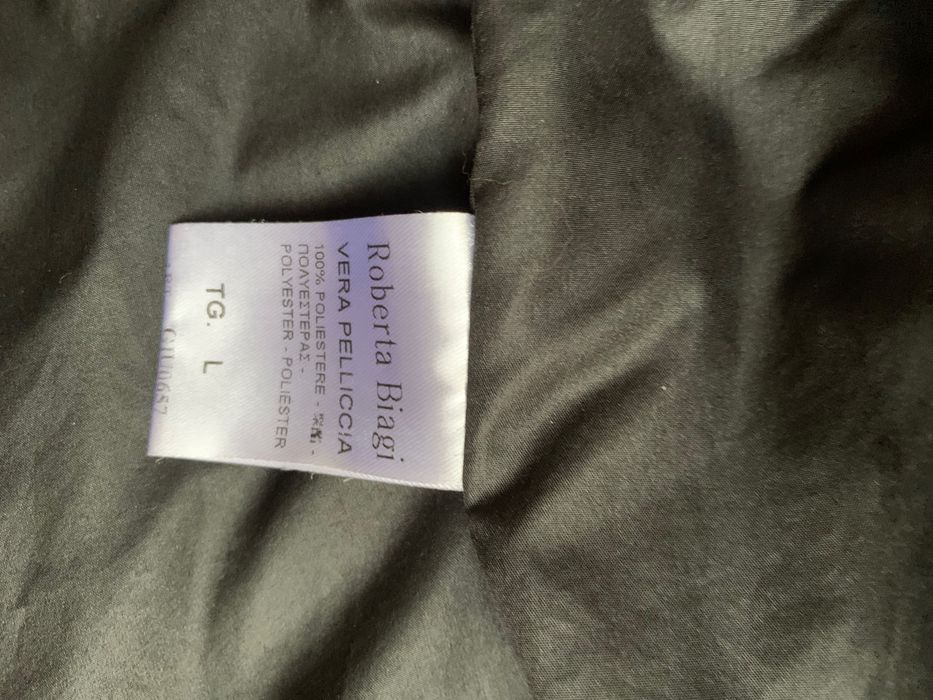 Roberta Biagi
VERA PELLICCIA
100% POLIESTERE - -
ΠΟΛΥΕΣΤΕΡΑΣ -
POLYESTER - POLIÉSTER
TG. L